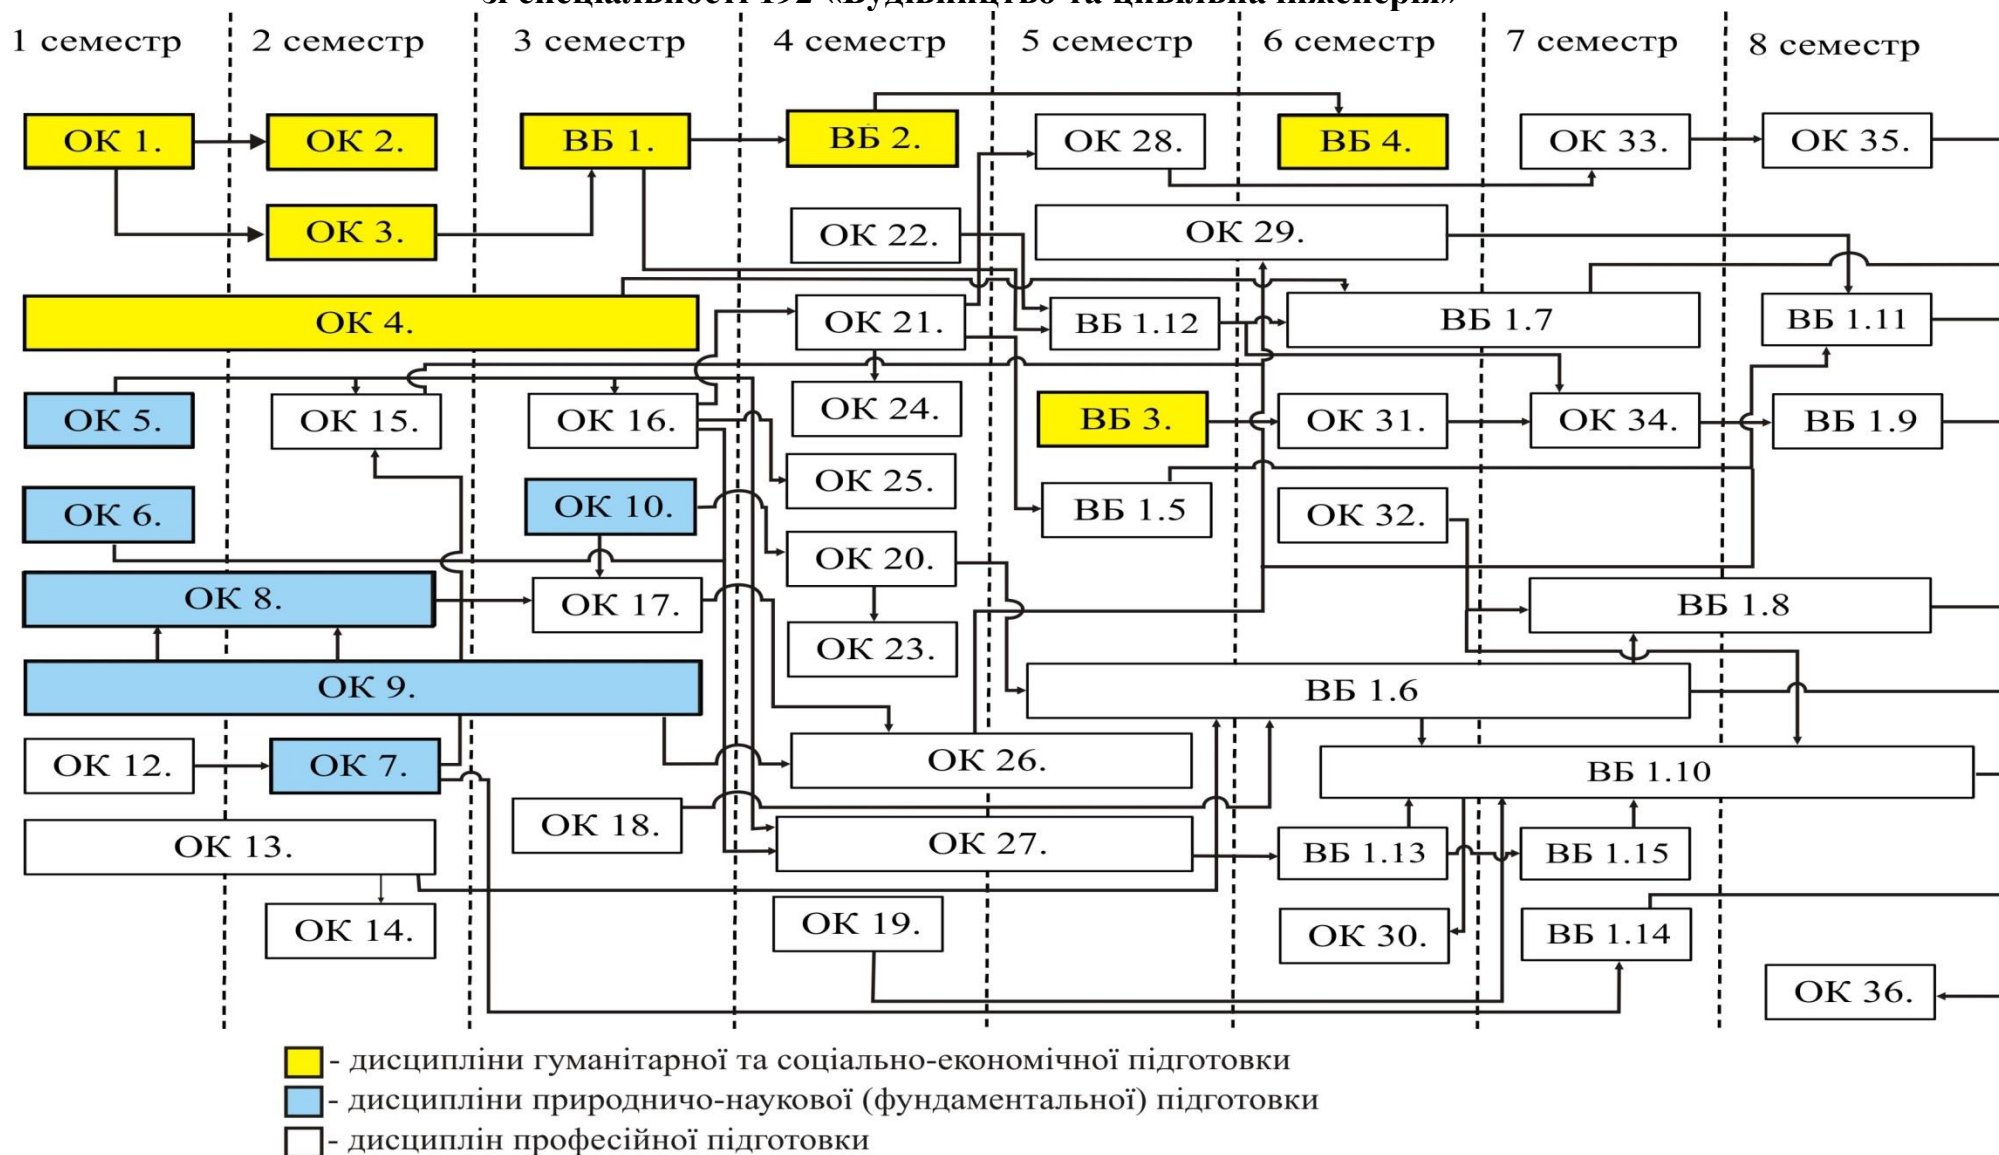 зі спеціальності 192 «Будівництво та цивільна інженерія»
1 семестр 2 семестр 3 семестр 4 семестр 5 семестр 6 семестр 7 семестр 8 семестр
ОК 1. ОК 2. ВБ 1. ВБ 2. ОК 28. ВБ 4. ОК 33. ОК 35.
ОК 3. ОК 22. ОК 29.
ОК 4. ОК 21. ВБ 1.12 ВБ 1.7 ВБ 1.11
ОК 5. ОК 15. ОК 16. ОК 24. ВБ 3. ОК 31. ОК 34. ВБ 1.9
ОК 25.
ОК 6. ОК 10. ВБ 1.5 ОК 32.
ОК 20.
ОК 8. ОК 17. ВБ 1.8
ОК 23.
ОК 9. ВБ 1.6
ОК 12. ОК 7. ОК 26. ВБ 1.10
ОК 18.
ОК 13. ОК 27. ВБ 1.13 ВБ 1.15
ОК 14. ОК 19. ОК 30. ВБ 1.14
ОК 36.
- дисципліни гуманітарної та соціально-економічної підготовки
- дисципліни природничо-наукової (фундаментальної) підготовки
- дисциплін професійної підготовки